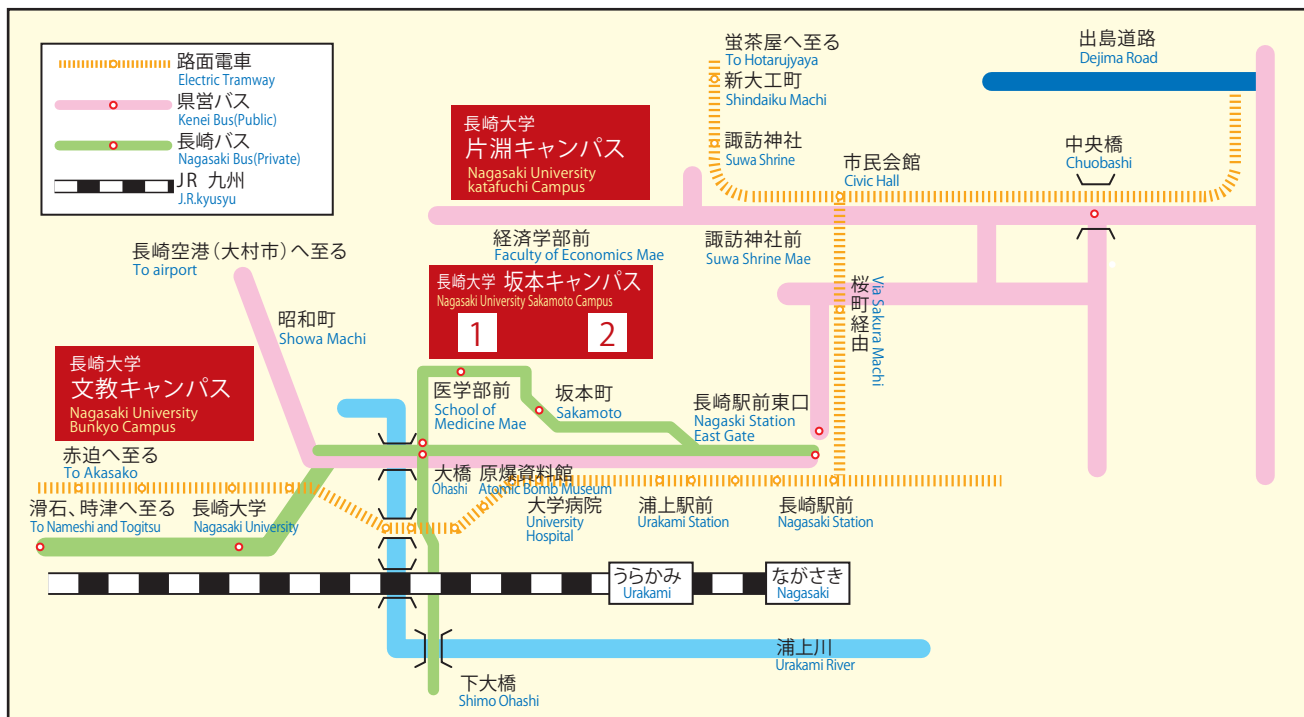 路面電車
Electric Tramway
県営バス
Kenei Bus(Public)
長崎バス
Nagasaki Bus(Private)
JR 九州
J.R.kyusyu
蛍茶屋へ至る
To Hotarujyaya
新大工町
Shindaiku Machi
諏訪神社
Suwa Shrine
出島道路
Dejima Road
市民会館
Civic Hall
中央橋
Chuobashi
長崎大学
片淵キャンパス
Nagasaki University
katafuchi Campus
経済学部前
Faculty of Economics Mae
諏訪神社前
Suwa Shrine Mae
長崎空港（大村市）へ至る
To airport
長崎大学 坂本キャンパス
Nagasaki University Sakamoto Campus
1
2
桜町経由
Via Sakura Machi
昭和町
Showa Machi
長崎大学
文教キャンパス
Nagasaki University
Bunkyo Campus
医学部前
School of
Medicine Mae
坂本町
Sakamoto
長崎駅前東口
Nagaski Station
East Gate
赤迫へ至る
To Akasako
大橋
Ohashi
原爆資料館
Atomic Bomb Museum
滑石、時津へ至る
To Nameshi and Togitsu
長崎大学
Nagasaki University
大学病院
University
Hospital
浦上駅前
Urakami Station
長崎駅前
Nagasaki Station
うらかみ
Urakami
ながさき
Nagasaki
浦上川
Urakami River
下大橋
Shimo Ohashi